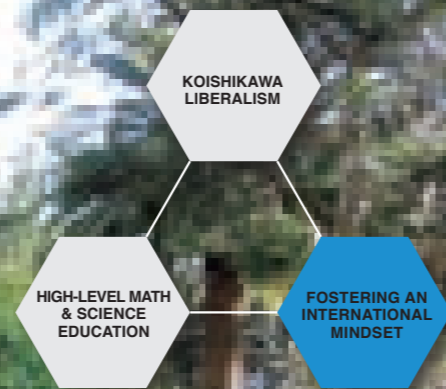 KOISHIKAWA
LIBERALISM
HIGH-LEVEL MATH
& SCIENCE
EDUCATION
FOSTERING AN
INTERNATIONAL
MINDSET